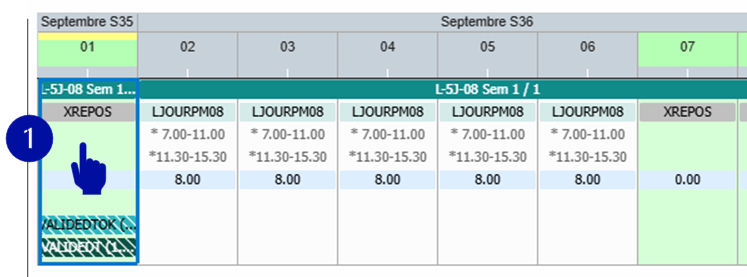 Septembre S35 Septembre S36
01 02 03 04 05 06 07
L-5J-08 Sem 1... L-5J-08 Sem 1 / 1
XREPOS LJOURPM08 LJOURPM08 LJOURPM08 LJOURPM08 LJOURPM08 XREPOS
1 * 7.00-11.00 * 7.00-11.00 * 7.00-11.00 * 7.00-11.00 * 7.00-11.00
*11.30-15.30 *11.30-15.30 *11.30-15.30 *11.30-15.30 *11.30-15.30
8.00 8.00 8.00 8.00 8.00 0.00
VALIDEDTOK (...
VALIDEDT (1...